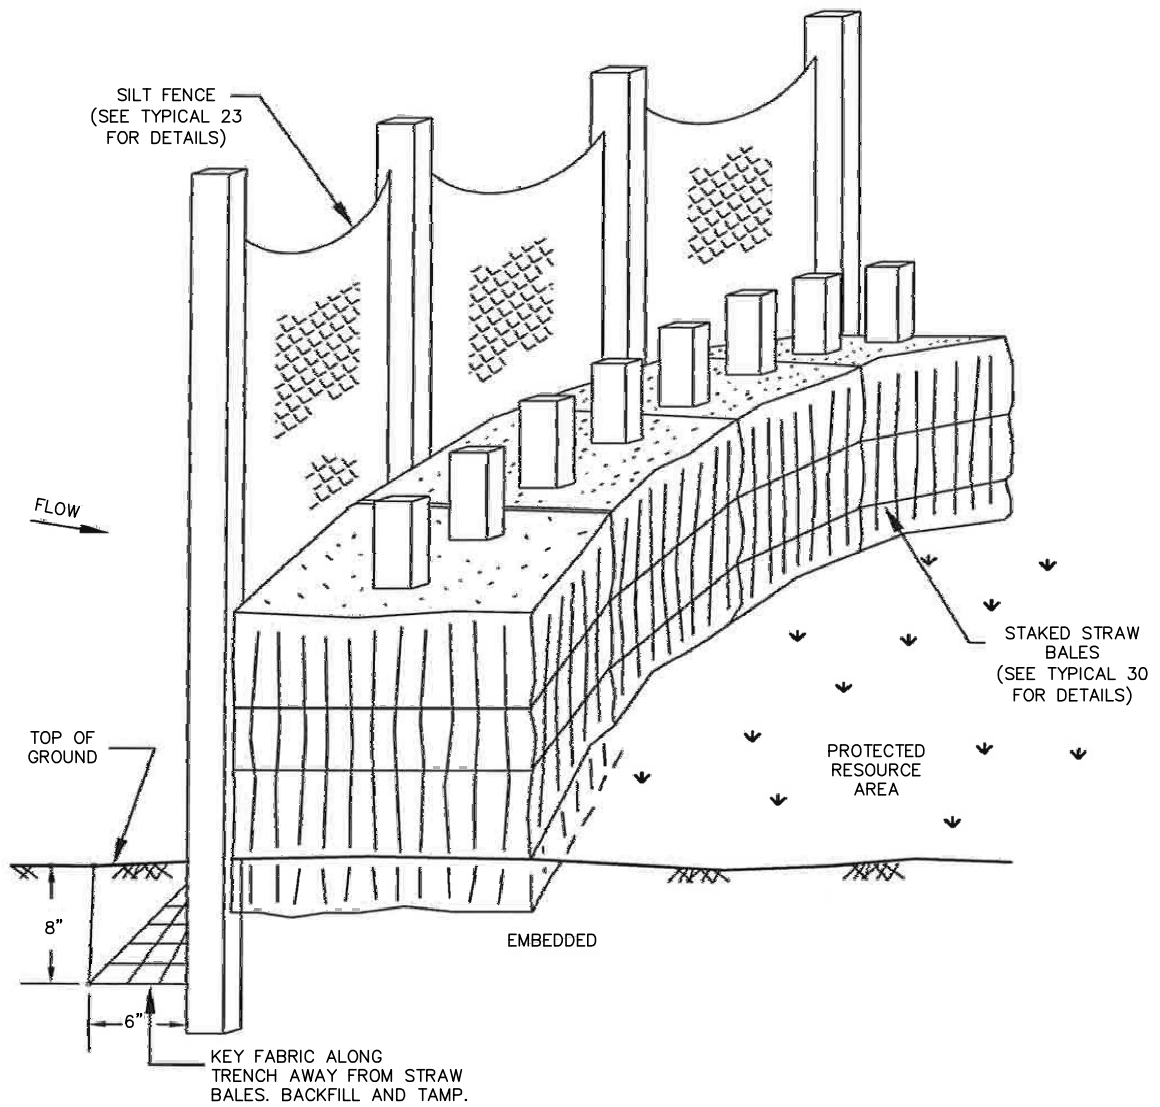 SILT FENCE
(SEE TYPICAL 23
FOR DETAILS)
FLOW
STAKED STRAW
BALES
(SEE TYPICAL 30
FOR DETAILS)
TOP OF
GROUND
PROTECTED
RESOURCE
AREA
8"
EMBEDDED
6"
KEY FABRIC ALONG
TRENCH AWAY FROM STRAW
BALES. BACKFILL AND TAMP.